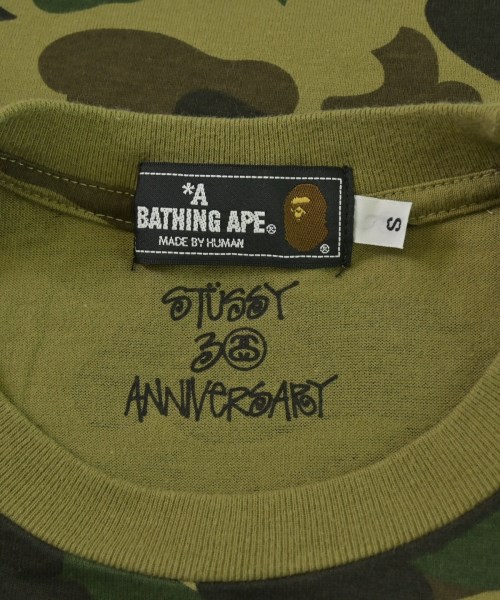 *A
BATHING APE®
MADE BY HUMAN
®
S
STÜSSY
30
ANNIVERSARY